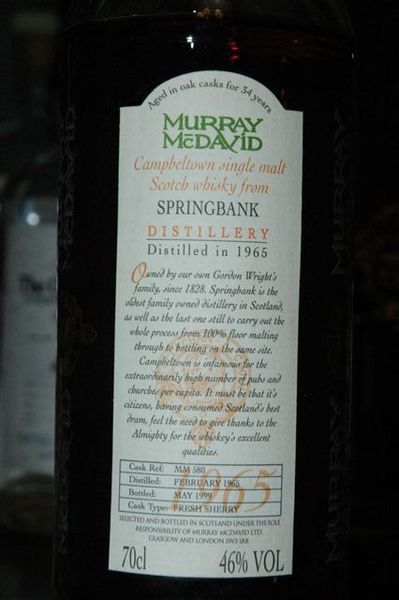 Aged in oak casks for 34 years
MURRAY
McDAVID
Campbeltown single malt
Scotch whisky from
SPRINGBANK
DISTILLERY
Distilled in 1965
Owned by our own Gordon Wright's
family, since 1828. Springbank is the
oldest family owned distillery in Scotland,
as well as the last one still to carry out the
whole process from 100% floor malting
through to bottling on the same site.
Campbeltown is infamous for the
extraordinarily high number of pubs and
churches per capita. It must be that it's
citizens, having consumed Scotland's best
dram, feel the need to give thanks to the
Almighty for the whiskey's excellent
qualities.
1965
Cask Ref: MM 580
Distilled: FEBRUARY 1965
Bottled: MAY 1999
Cask Type: FRESH SHERRY
SELECTED AND BOTTLED IN SCOTLAND UNDER THE SOLE
RESPONSIBILITY OF MURRAY MCDAVID LTD.
GLASGOW AND LONDON SW3 1RR
70cl 46% VOL
MURRAY McDAVID
The